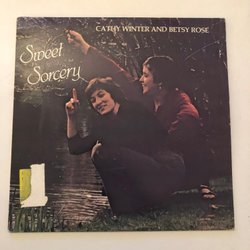 CATHY WINTER AND BETSY ROSE
Sweet
Sorcery